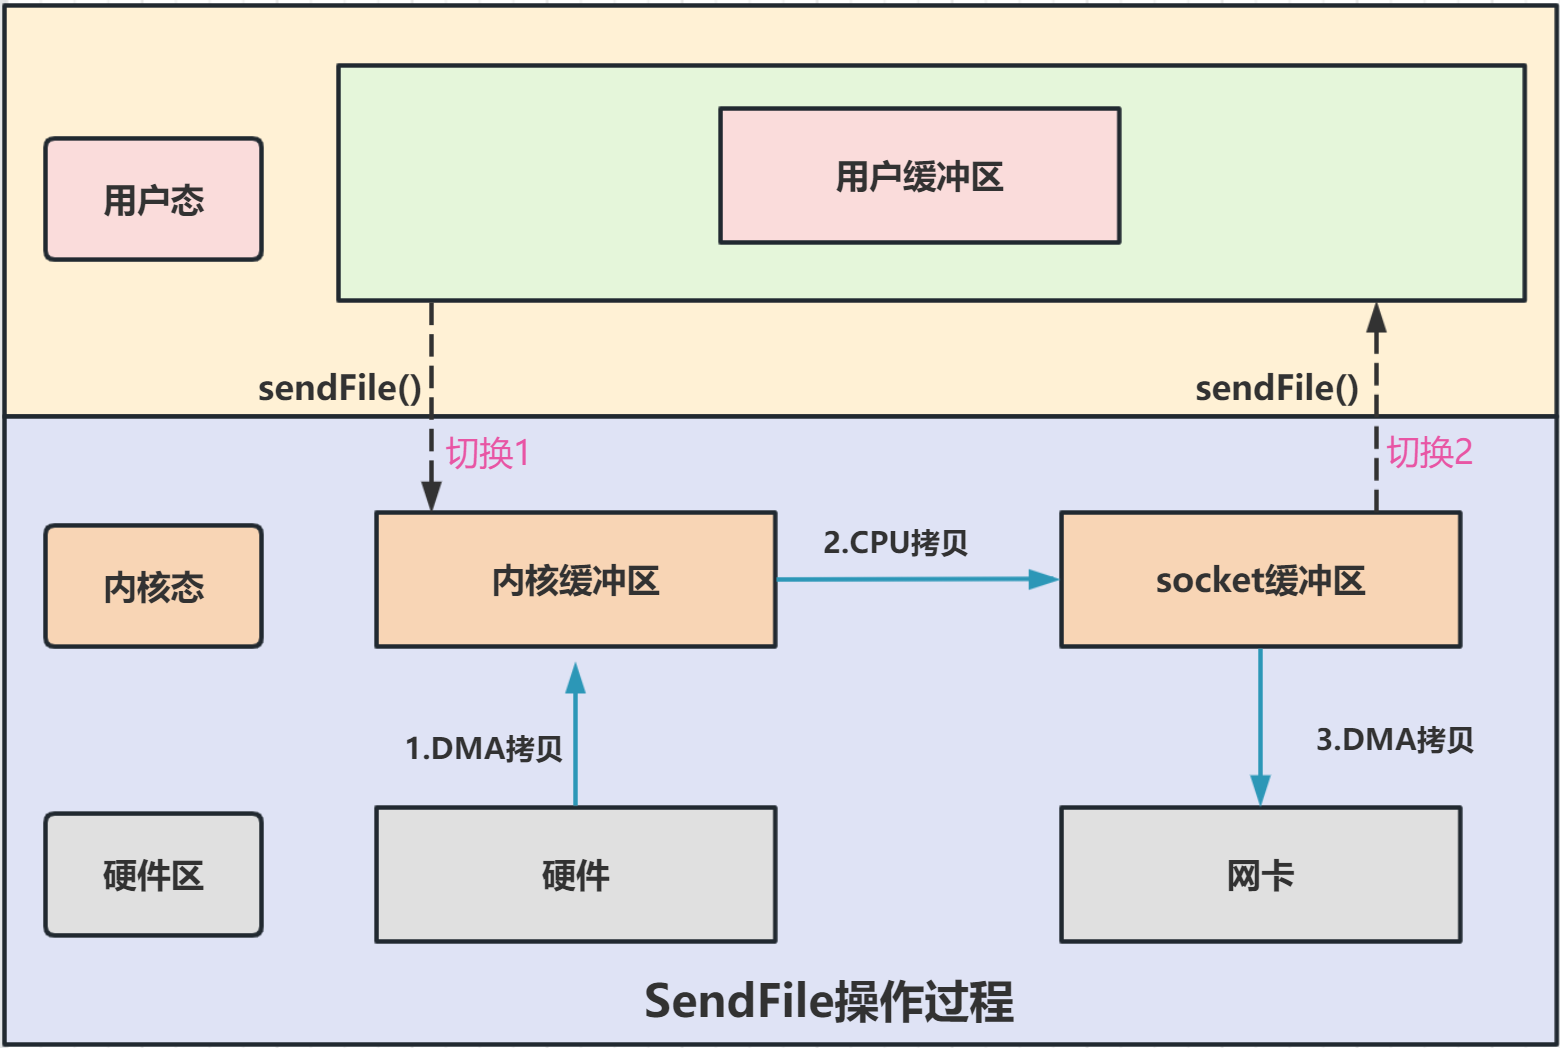 用户缓冲区
用户态
sendFile()
sendFile()
切换1
切换2
2.CPU拷贝
内核态
内核缓冲区
socket缓冲区
1.DMA拷贝
3.DMA拷贝
硬件区
硬件
网卡
SendFile操作过程